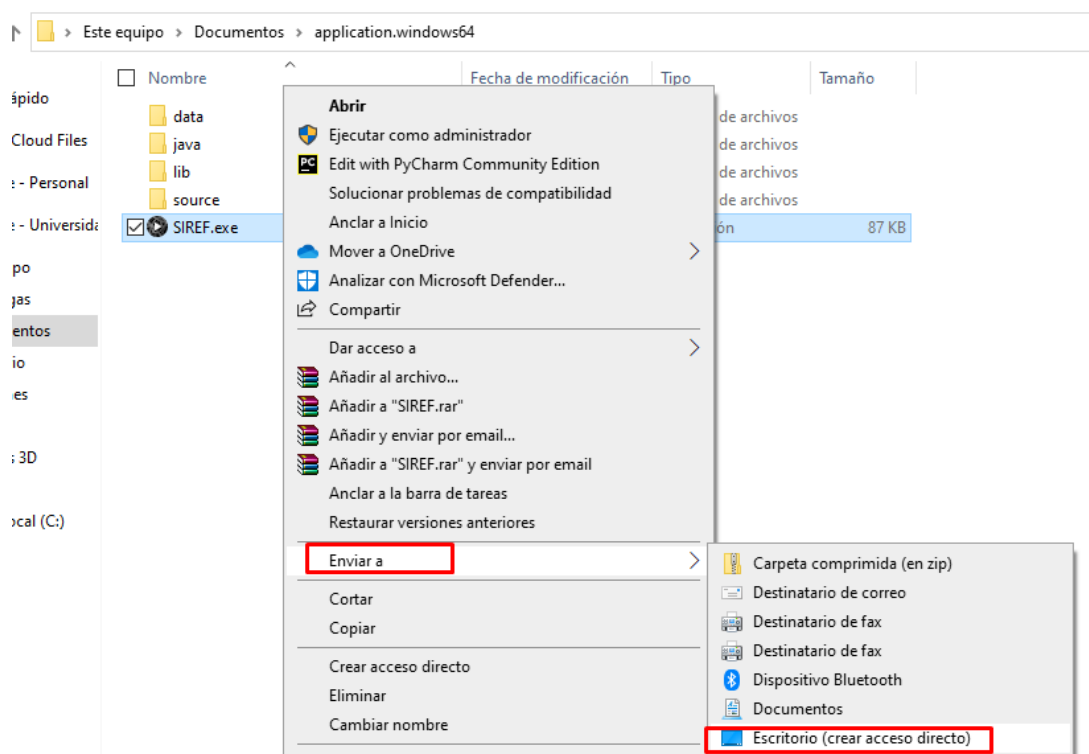 Este equipo > Documentos > application.windows64
Nombre Fecha de modificación Tipo Tamaño
ápido
Cloud Files
- Personal
- Universida
po
gas
entos
io
es
3D
ocal (C:)
data de archivos
java de archivos
lib de archivos
source de archivos
SIREF.exe ón 87 KB
Abrir
Ejecutar como administrador
PC Edit with PyCharm Community Edition
Solucionar problemas de compatibilidad
Anclar a Inicio
Mover a OneDrive
Analizar con Microsoft Defender...
Compartir
Dar acceso a
Añadir al archivo...
Añadir a "SIREF.rar"
Añadir y enviar por email...
Añadir a "SIREF.rar" y enviar por email
Anclar a la barra de tareas
Restaurar versiones anteriores
Enviar a
Cortar
Copiar
Crear acceso directo
Eliminar
Cambiar nombre
Carpeta comprimida (en zip)
Destinatario de correo
Destinatario de fax
Destinatario de fax
Dispositivo Bluetooth
Documentos
Escritorio (crear acceso directo)